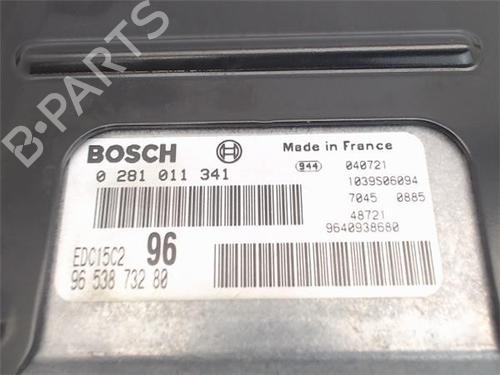 B-PARTS
BOSCH
Made in France
0 281 011 341
944 040721
1039S06094
7045 0885
48721
9640938680
EDC15C2 96
96 538 732 80